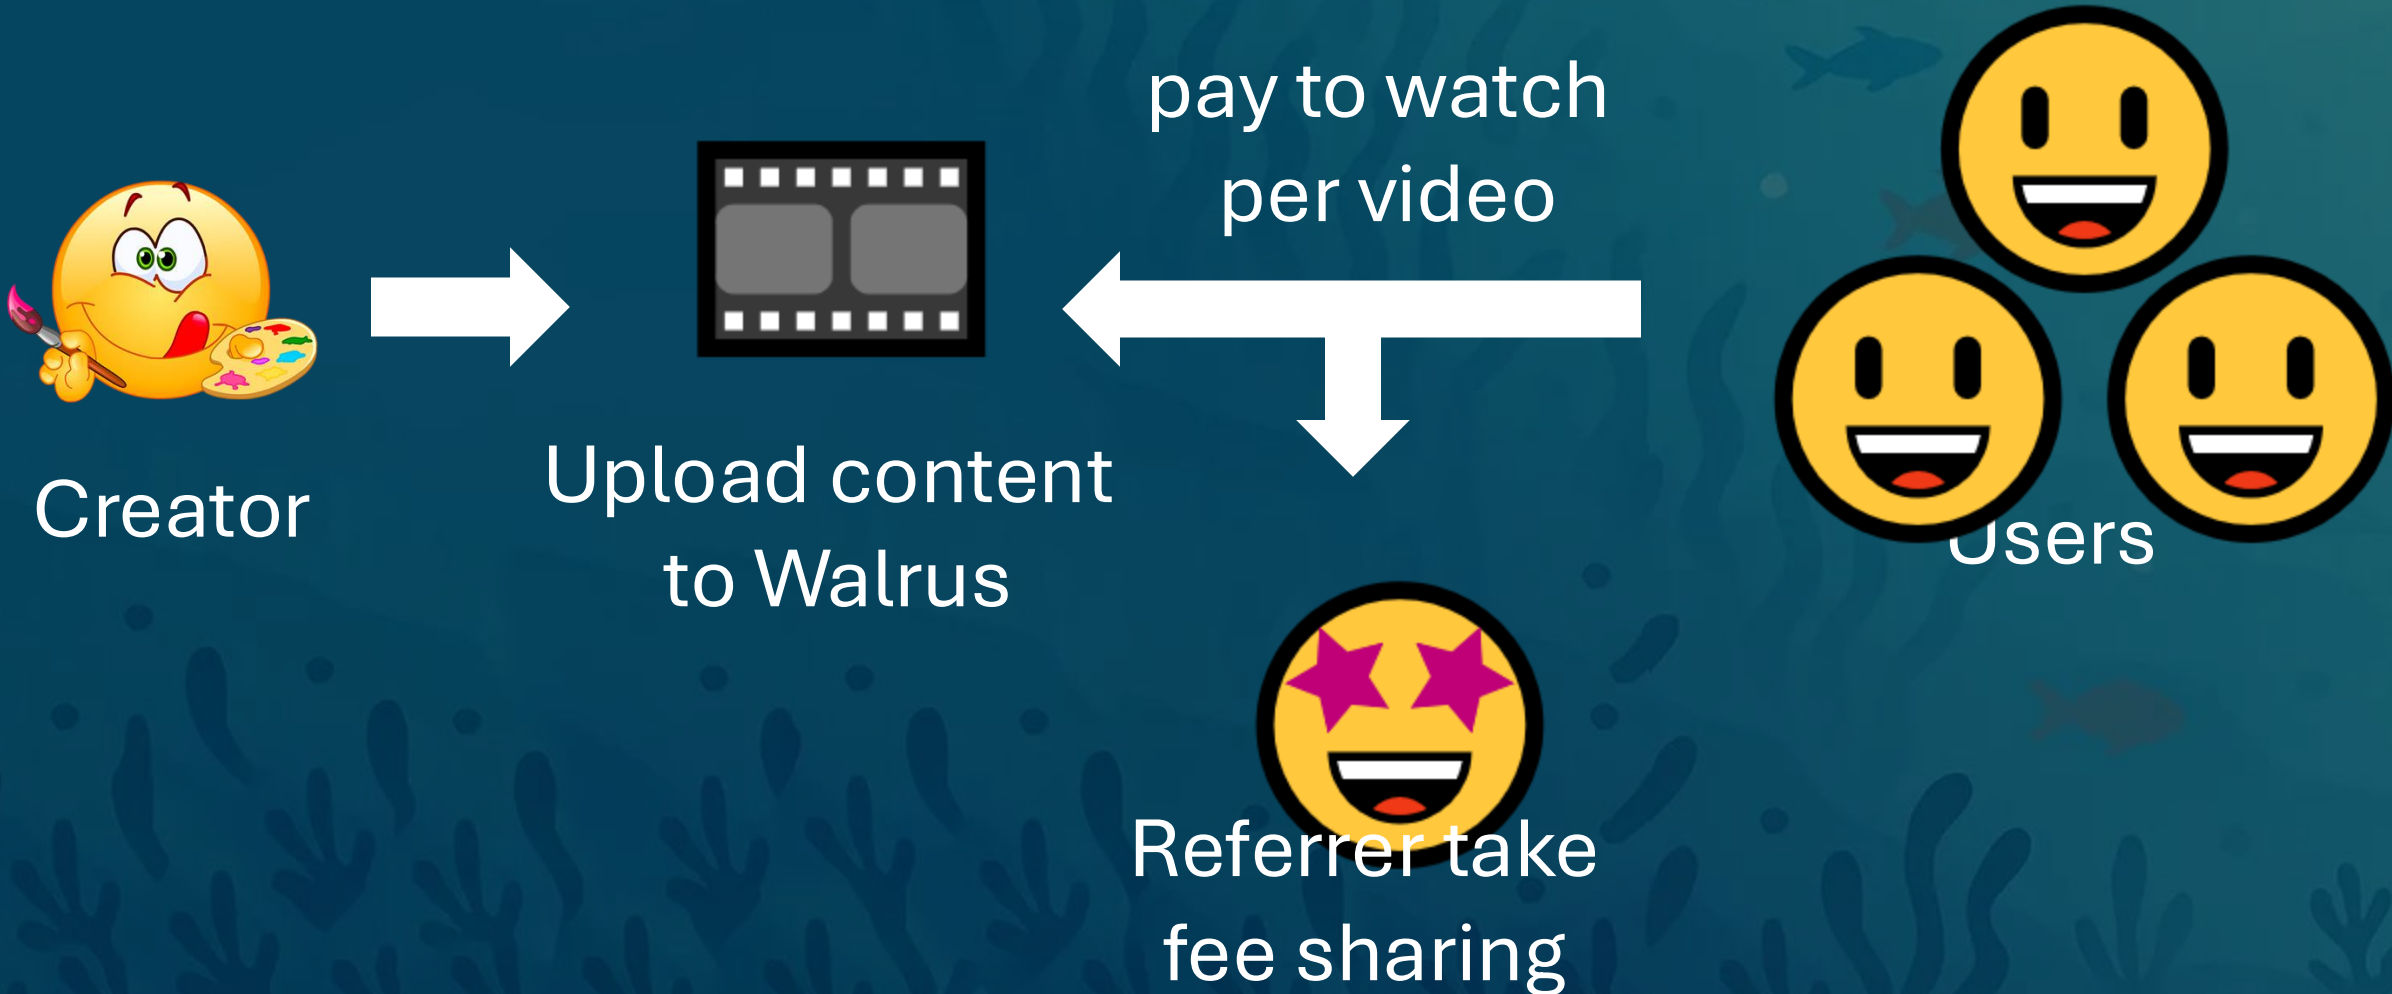 pay to watch
per video
Creator
Upload content
to Walrus
Users
Referrer take
fee sharing